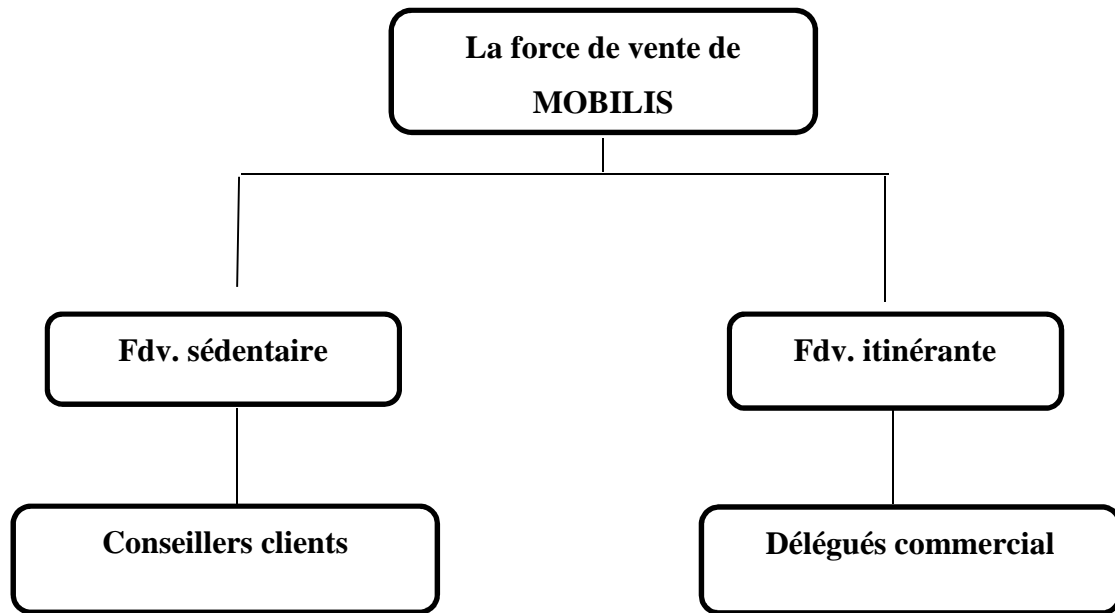 La force de vente de
MOBILIS
Fdv. sédentaire
Fdv. itinérante
Conseillers clients
Délégués commercial